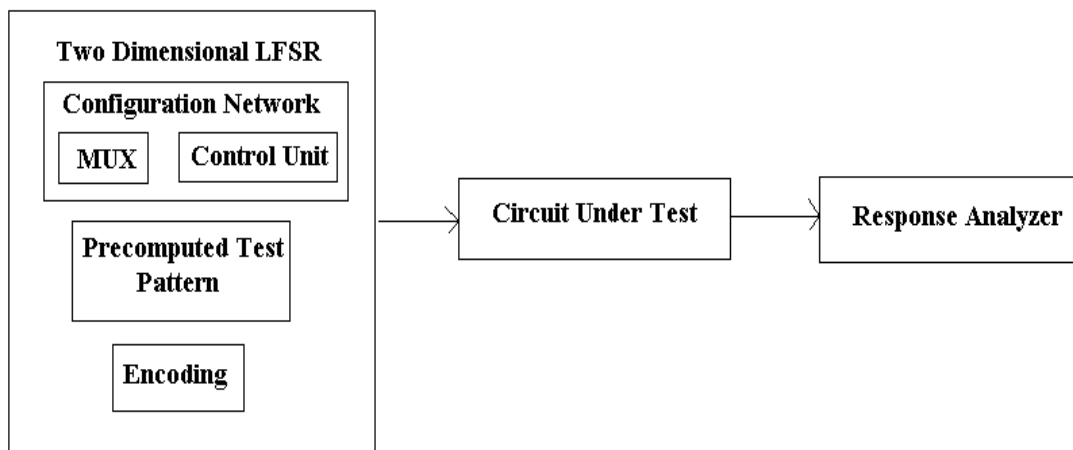 Two Dimensional LFSR
Configuration Network
MUX
Control Unit
Precomputed Test
Pattern
Encoding
Circuit Under Test
Response Analyzer